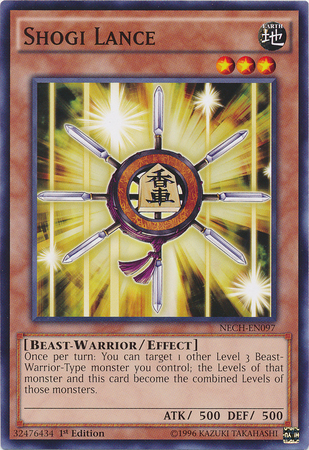 Shogi Lance
EARTH
地
香車
NECH-EN097
[Beast-Warrior/Effect]
Once per turn: You can target 1 other Level 3 Beast-
Warrior-Type monster you control; the Levels of
that monster and this card become the combined Levels of
those monsters.
ATK/ 500 DEF/ 500
32476434 1st Edition ©1996 KAZUKI TAKAHASHI